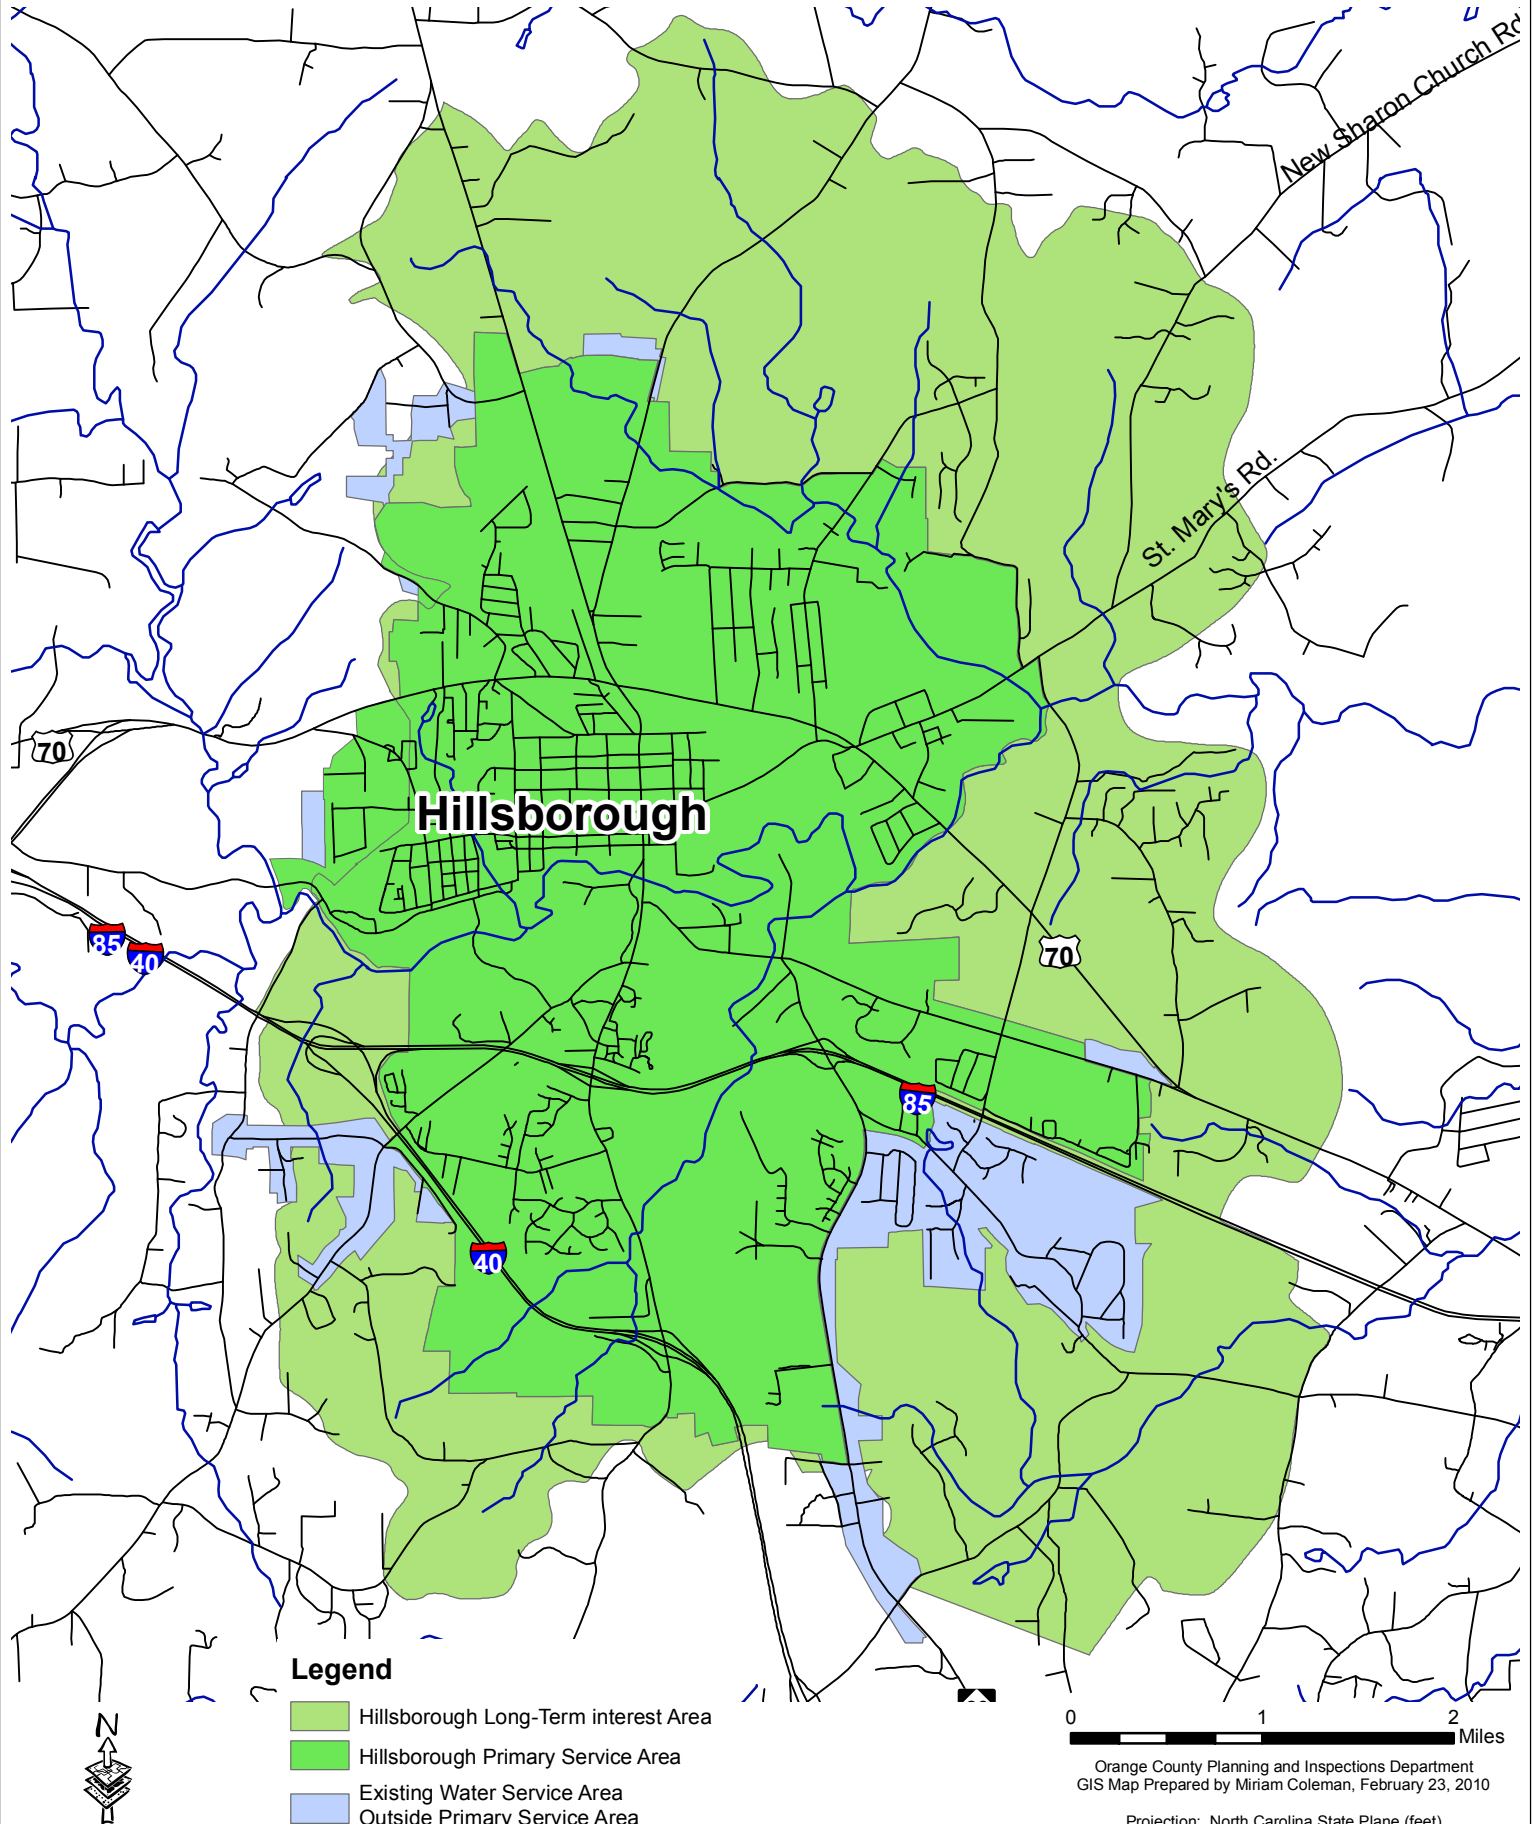 New Sharon Church Rd
St. Mary's Rd.
70
Hillsborough
85
40
70
85
40
Legend
Hillsborough Long-Term interest Area
Hillsborough Primary Service Area
Existing Water Service Area
Outside Primary Service Area
N
0 1 2
Miles
Orange County Planning and Inspections Department
GIS Map Prepared by Miriam Coleman, February 23, 2010
Projection: North Carolina State Plane (feet)